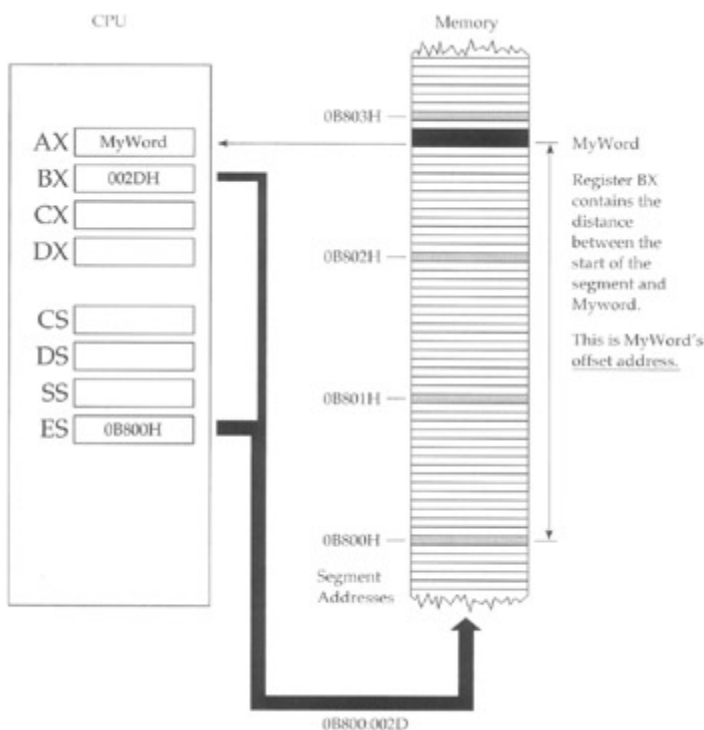 CPU
Memory
AX MyWord
BX 002DH
CX
DX
CS
DS
SS
ES 0B800H
0B803H
0B802H
0B801H
0B800H
Segment
Addresses
MyWord
Register BX
contains the
distance
between the
start of the
segment and
Myword.
This is MyWord's
offset address.
0B800:002D